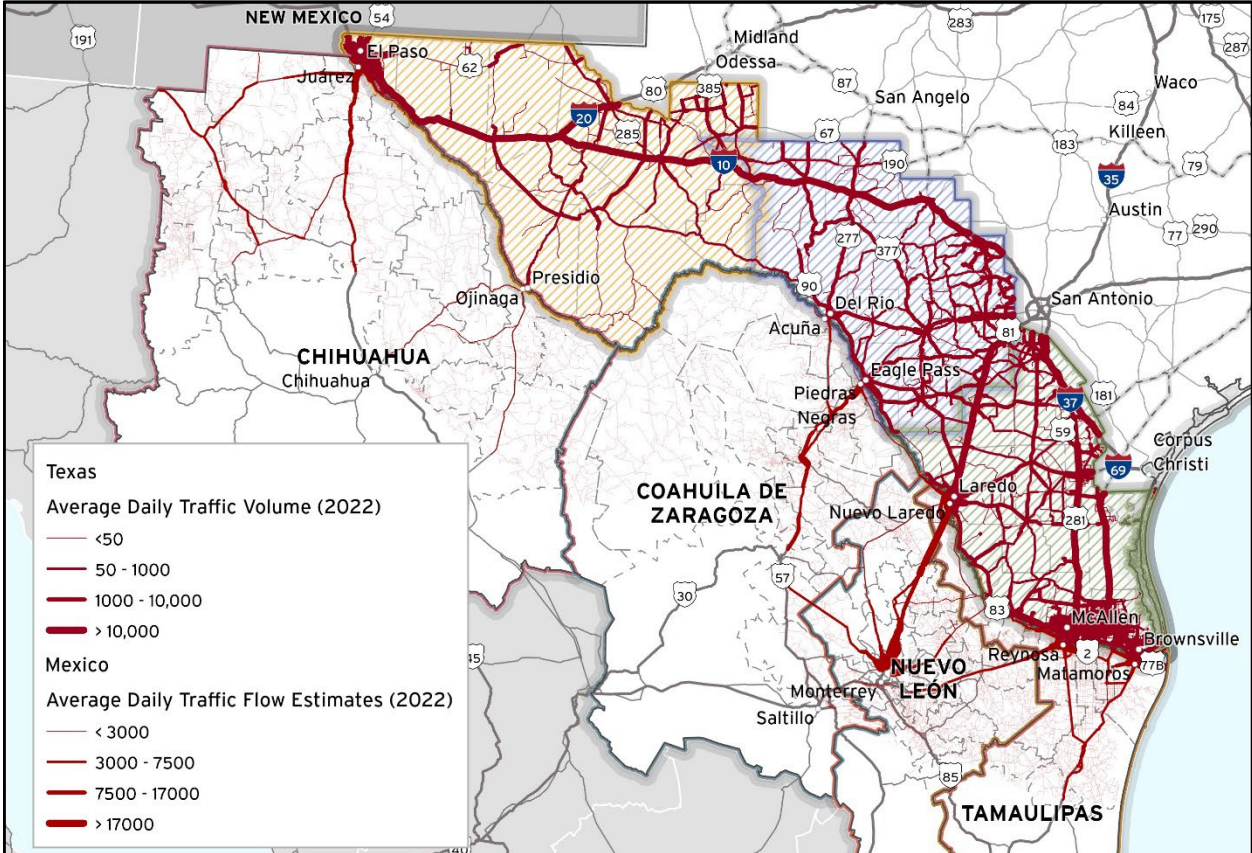 NEW MEXICO
54
283
175
191
El Paso
Midland
287
62
Odessa
Juárez
87
Waco
80
385
San Angelo
84
20
285
67
Killeen
183
79
10
190
35
Austin
290
77
277
377
Presidio
90
Ojinaga
Del Rio
San Antonio
Acuña
81
CHIHUAHUA
Eagle Pass
Chihuahua
Piedras
Negras
37
181
59
Corpus
Christi
69
COAHUILA DE
ZARAGOZA
Laredo
Nuevo Laredo
281
57
30
83
McAllen
Brownsville
Reynosa
2
77B
Matamoros
NUEVO
LEÓN
Monterrey
Saltillo
45
85
TAMAULIPAS
40
Texas
Average Daily Traffic Volume (2022)
<50
50 - 1000
1000 - 10,000
> 10,000
Mexico
Average Daily Traffic Flow Estimates (2022)
< 3000
3000 - 7500
7500 - 17000
> 17000